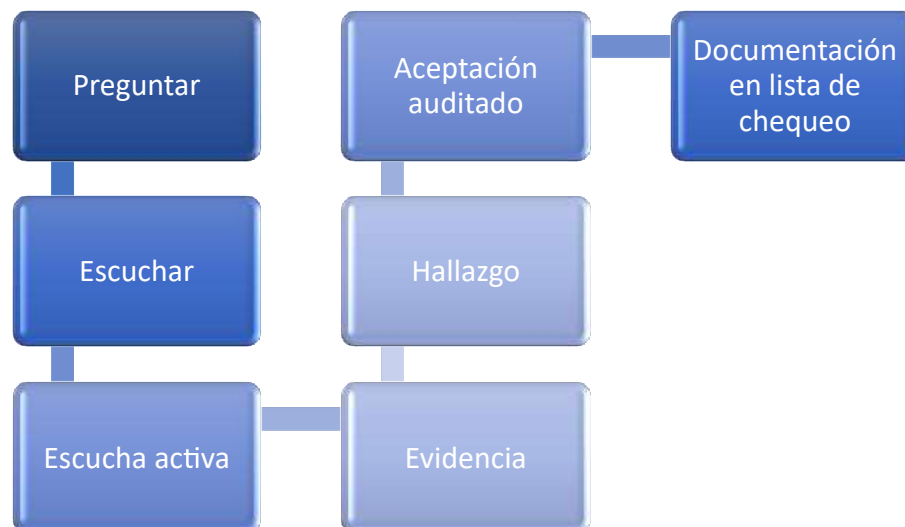 Preguntar
Escuchar
Escucha activa
Evidencia
Hallazgo
Aceptación
auditado
Documentación
en lista de
chequeo